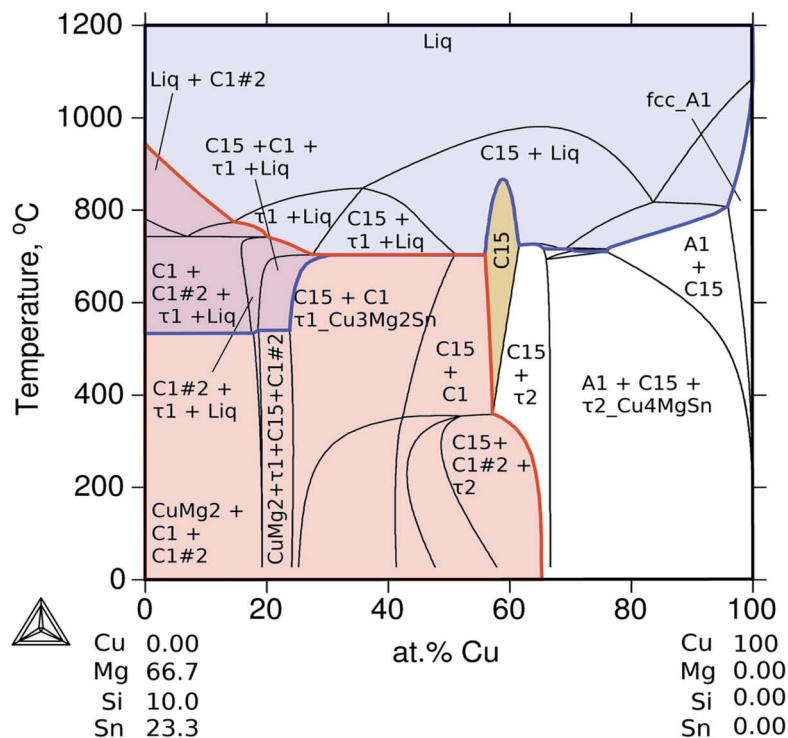 1200
Liq
Liq + C1#2
1000
fcc_A1
C15 +C1 +
τ1 +Liq
C15 + Liq
800
τ1 +Liq
C15 +
τ1 +Liq
C15
A1
+
C15
Temperature, ºC
600
C1 +
C1#2 +
τ1 +Liq
C15 + C1
τ1_Cu3Mg2Sn
C15
+
C1
C15
+
τ2
400
C1#2 +
τ1 + Liq
CuMg2+τ1+C15+C1#2
A1 + C15 +
τ2_Cu4MgSn
C15+
C1#2 +
τ2
200
CuMg2 +
C1 +
C1#2
0
0 20 40 60 80 100
at.% Cu
Cu 0.00
Mg 66.7
Si 10.0
Sn 23.3
Cu 100
Mg 0.00
Si 0.00
Sn 0.00